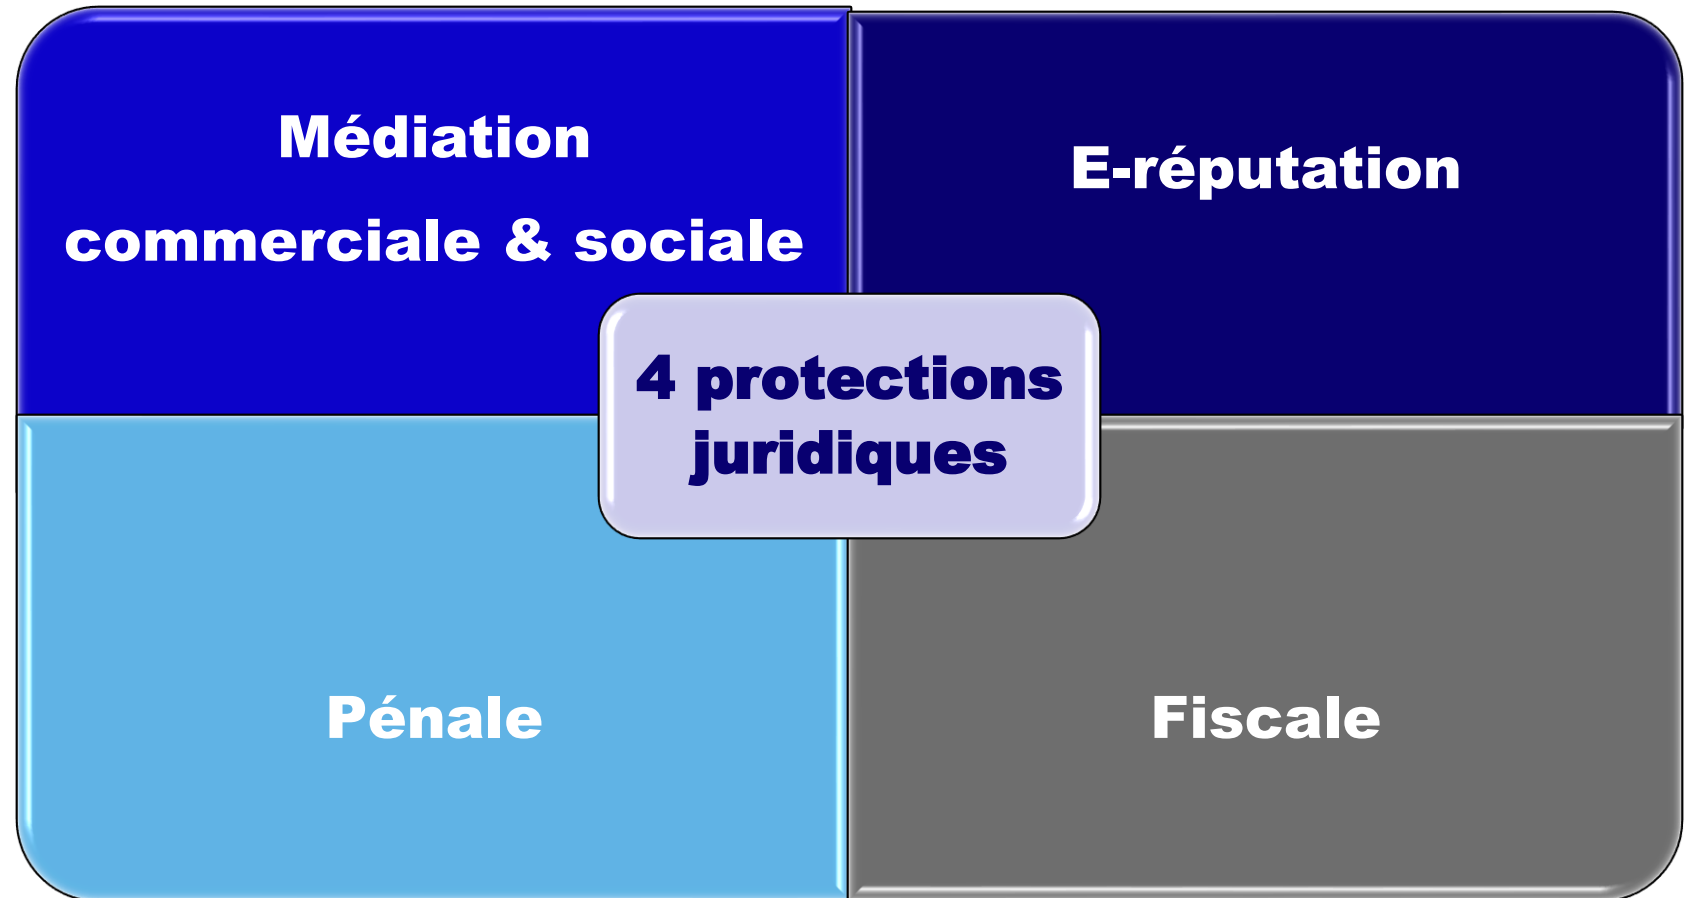 Médiation
commerciale & sociale
E-réputation
4 protections
juridiques
Pénale
Fiscale